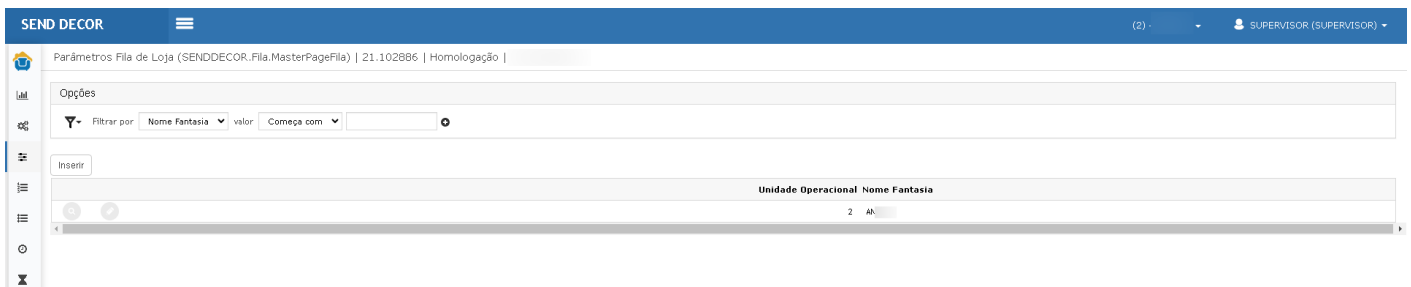 SEND DECOR
(2) -
SUPERVISOR (SUPERVISOR)
Parâmetros Fila de Loja (SENDDECOR.Fila.MasterPageFila) | 21.102886 | Homologação |
Opções
Filtrar por Nome Fantasia valor Começa com
Inserir
Unidade Operacional Nome Fantasia
2 AN